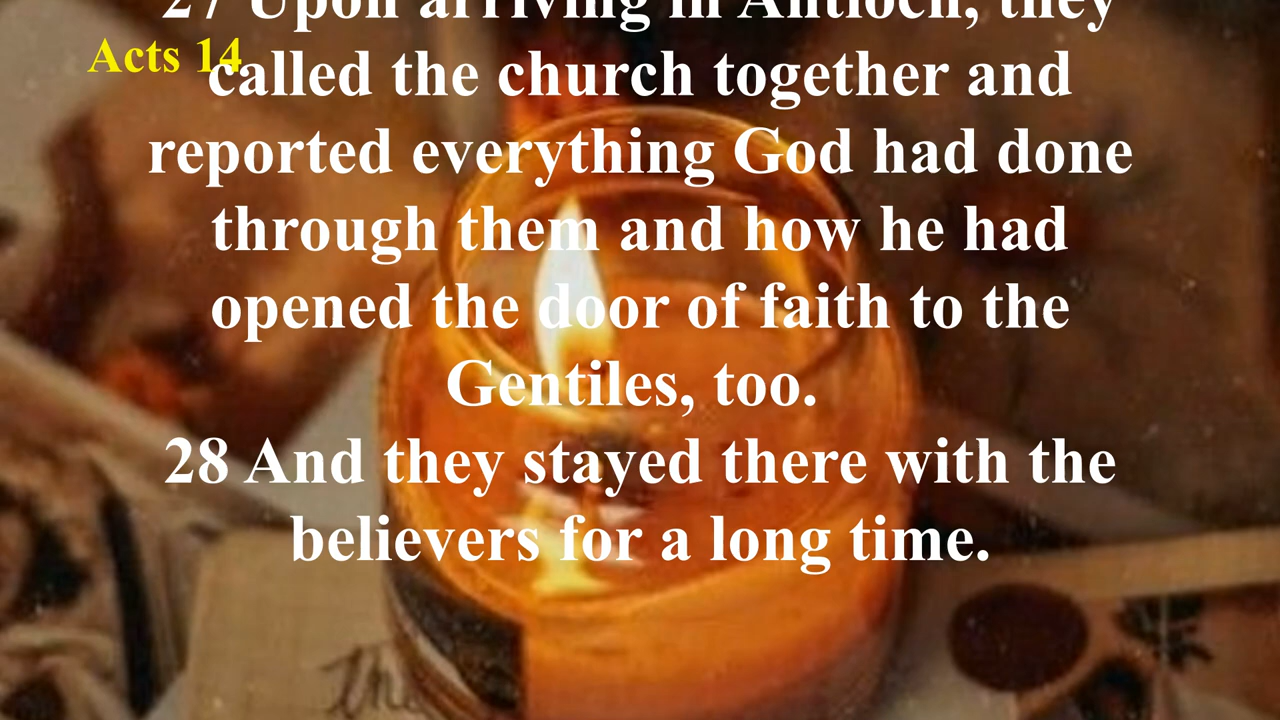 27 Upon arriving in Antioch, they
Acts 14
called the church together and
reported everything God had done
through them and how he had
opened the door of faith to the
Gentiles, too.
28 And they stayed there with the
believers for a long time.
The